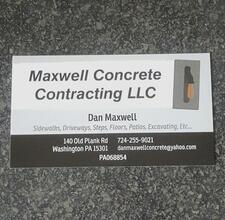 Maxwell Concrete
Contracting LLC
Dan Maxwell
Sidewalks, Driveways, Steps, Floors, Patios, Excavating, Etc...
140 Old Plank Rd 724-255-9021
Washington PA 15301 danmaxwellconcrete@yahoo.com
PA068854